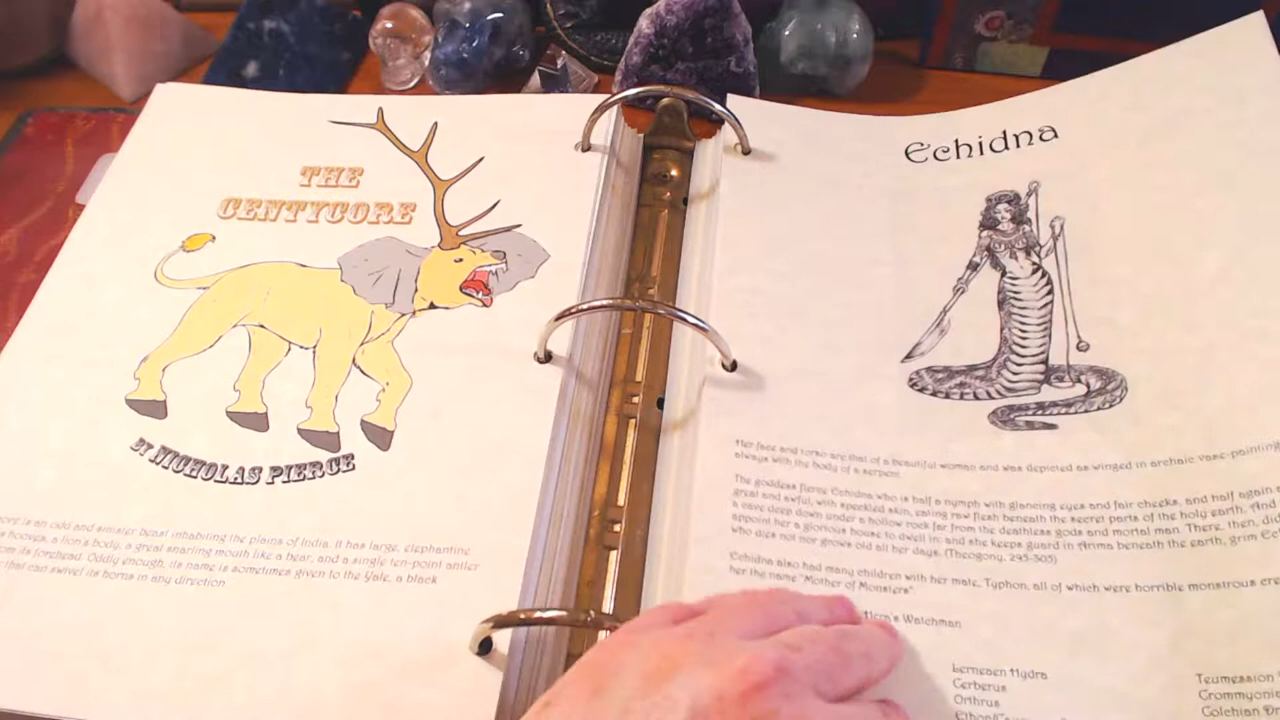 THE
CENTYCORE
BY NICHOLAS PIERCE
is an odd and sinister beast inhabiting the plains of India. It has large, elephantine
hooves, a lion's body, a great snarling mouth like a bear, and a single ten-point antler
from its forehead. Oddly enough, its name is sometimes given to the Yale, a black
that can swivel its horns in any direction.
Echidna
Her face and torso are that of a beautiful woman and was depicted as winged in archaic vase-painting
always with the body of a serpent.
The goddess fierce Echidna who is half a nymph with glancing eyes and fair cheeks, and half again
great and awful, with speckled skin, eating raw flesh beneath the secret parts of the holy earth. And
a cave deep down under a hollow rock far from the deathless gods and mortal man. There, then, did
appoint her a glorious house to dwell in: and she keeps guard in Arima beneath the earth, grim
who dies not nor grows old all her days. (Theogony, 295-305)
Echidna also had many children with her mate, Typhon, all of which were horrible monstrous
her the name "Mother of Monsters".
Hera's Watchman
Lernaean Hydra
Cerberus
Orthrus
Teumession
Crommyonia
Colchian